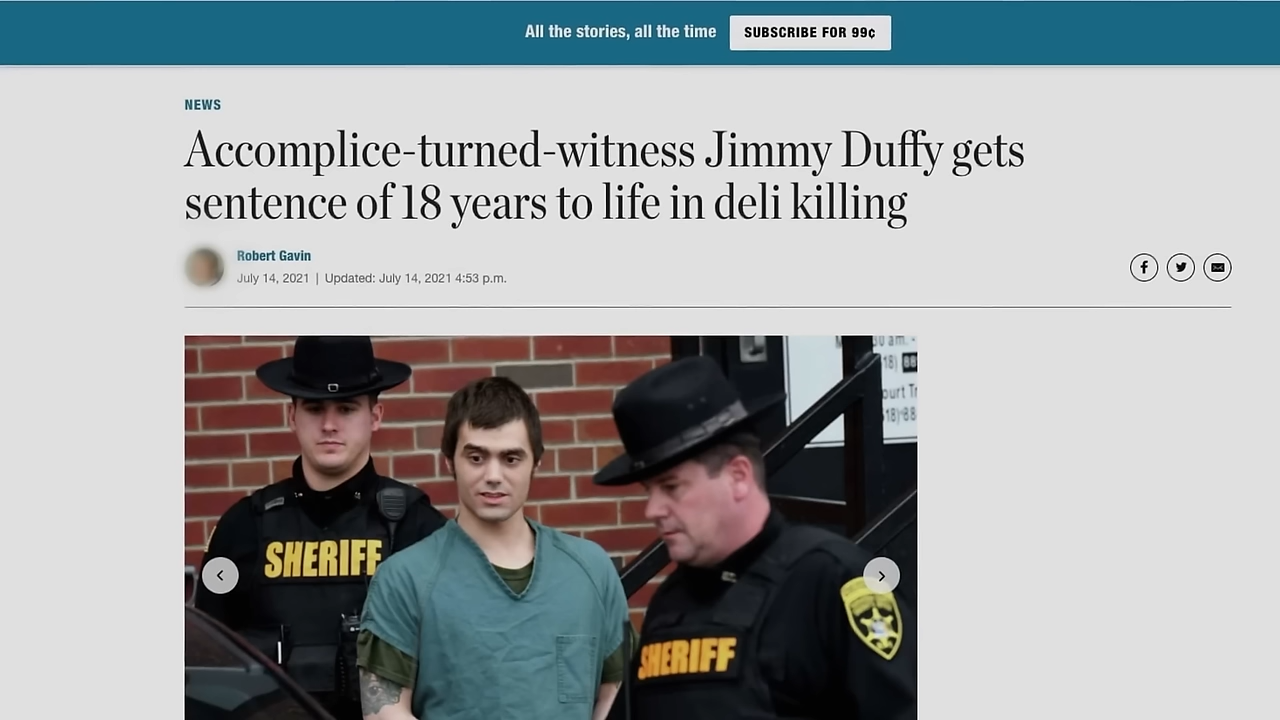 All the stories, all the time
SUBSCRIBE FOR 99¢
NEWS
Accomplice-turned-witness Jimmy Duffy gets
sentence of 18 years to life in deli killing
Robert Gavin
July 14, 2021 | Updated: July 14, 2021 4:53 p.m.
SHERIFF
SHERIFF